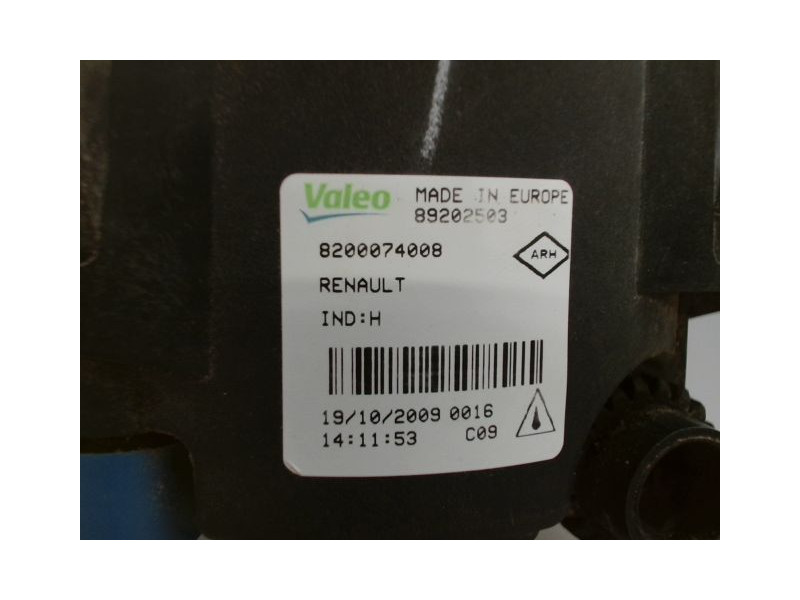 Valeo MADE IN EUROPE
89202503
8200074008
ARH
RENAULT
IND:H
19/10/2009 0016
14:11:53 C09